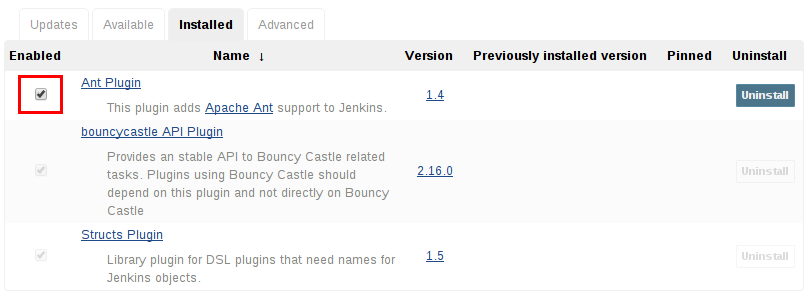 Updates Available Installed Advanced
Enabled Name ↓ Version Previously installed version Pinned Uninstall
Ant Plugin
This plugin adds Apache Ant support to Jenkins.
1.4
Uninstall
bouncycastle API Plugin
Provides an stable API to Bouncy Castle related
tasks. Plugins using Bouncy Castle should
depend on this plugin and not directly on Bouncy
Castle
2.16.0
Uninstall
Structs Plugin
Library plugin for DSL plugins that need names for
Jenkins objects.
1.5
Uninstall